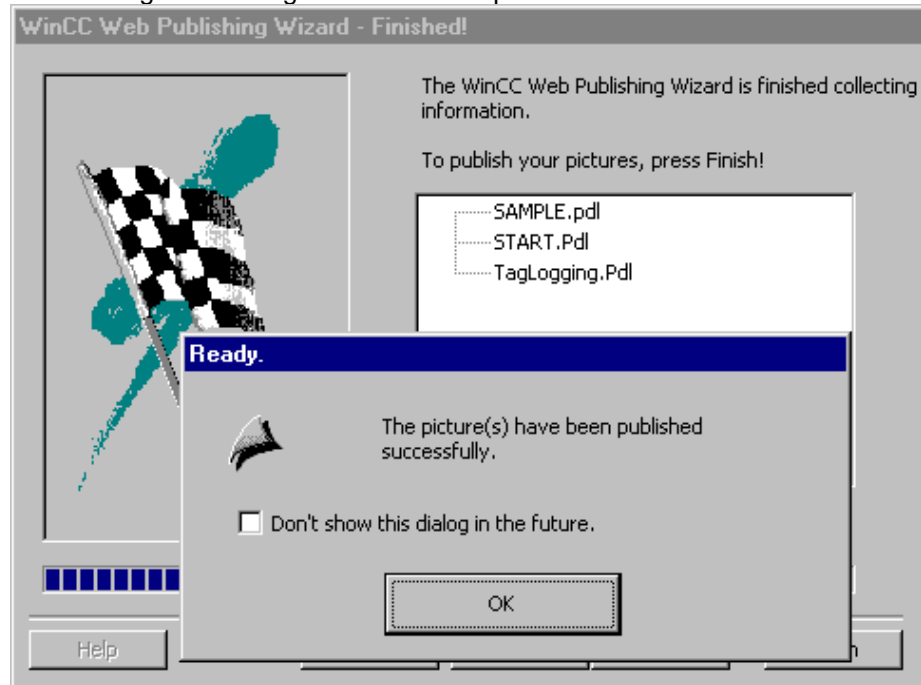 WinCC Web Publishing Wizard - Finished!
The WinCC Web Publishing Wizard is finished collecting
information.
To publish your pictures, press Finish!
SAMPLE.pdl
START.Pdl
TagLogging.Pdl
Ready.
The picture(s) have been published
successfully.
Don't show this dialog in the future.
OK
Help